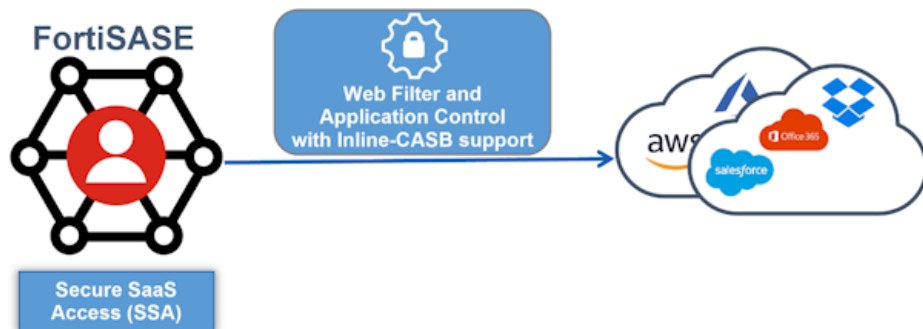 FortiSASE
Web Filter and
Application Control
with Inline-CASB support
aws
Office 365
salesforce
Secure SaaS
Access (SSA)